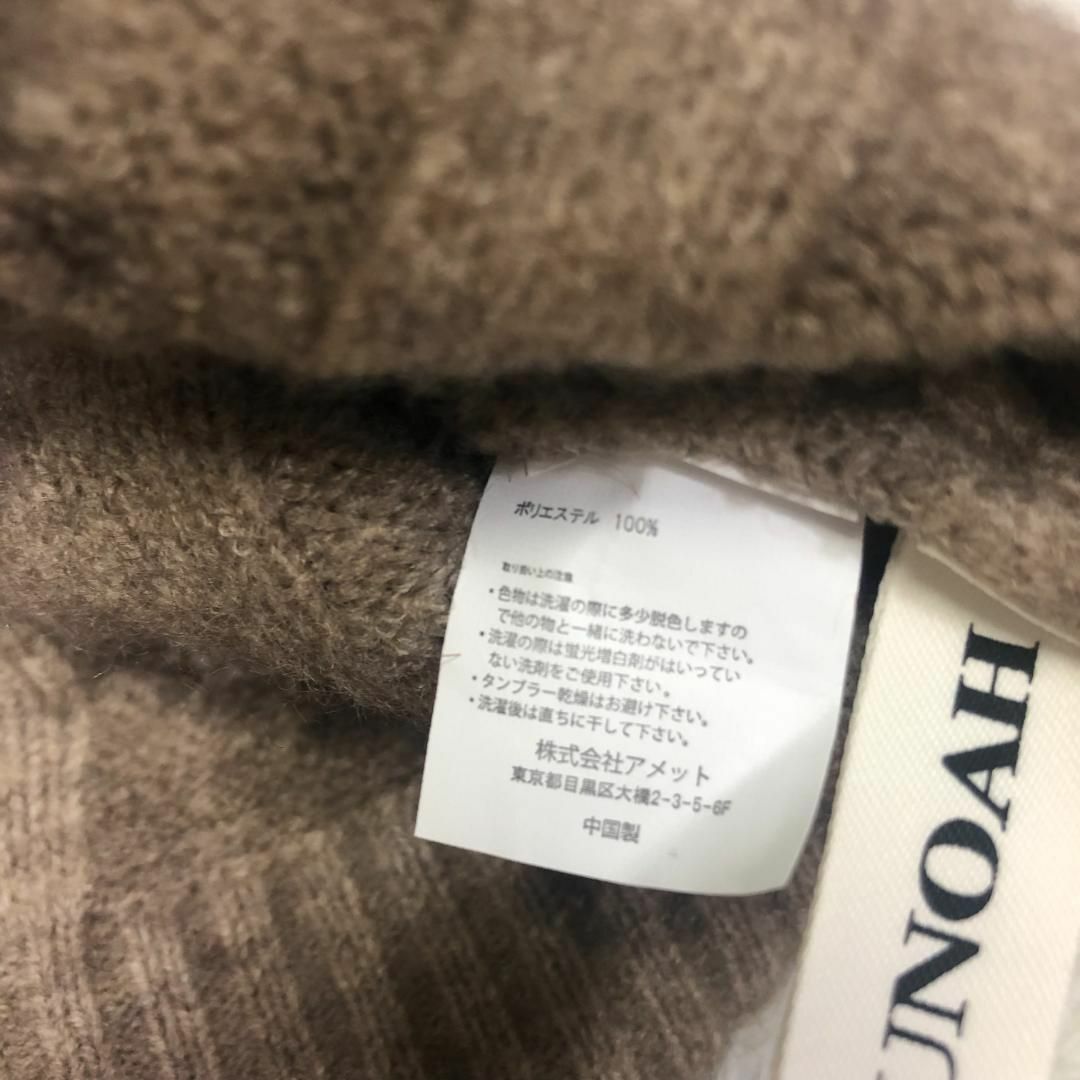 ポリエステル 100%
取り扱い上の注意
・色物は洗濯の際に多少脱色しますの
で他の物と一緒に洗わないで下さい。
・洗濯の際は蛍光増白剤がはいってい
ない洗剤をご使用下さい。
・タンブラー乾燥はお避け下さい。
・洗濯後は直ちに干して下さい。
株式会社アメット
東京都目黒区大橋2-3-5-6F
中国製
UNOAH